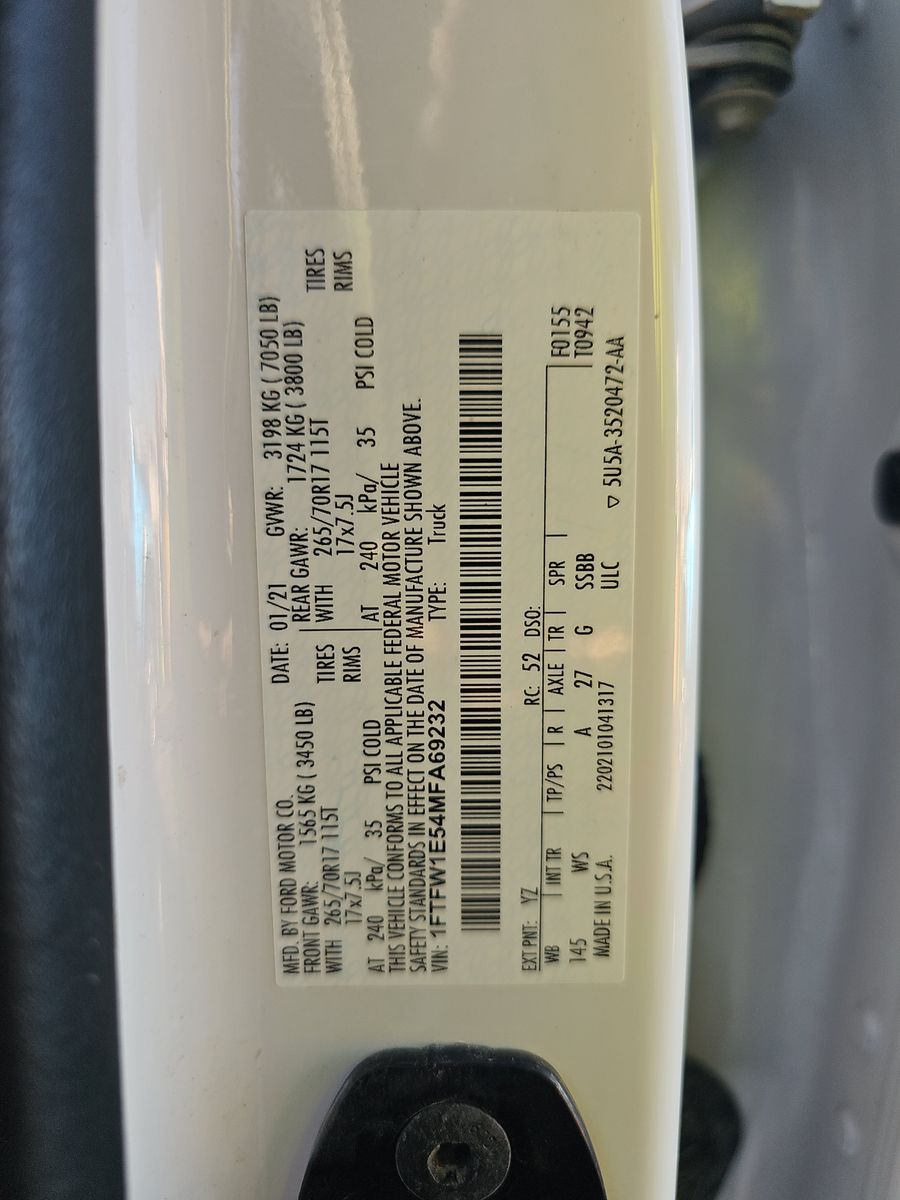 MFD. BY FORD MOTOR CO. DATE: 01/21 GVWR: 3198 KG ( 7050 LB)
FRONT GAWR: 1565 KG ( 3450 LB) REAR GAWR: 1724 KG ( 3800 LB)
WITH 265/70R17 115T TIRES WITH 265/70R17 115T TIRES
17x7.5J RIMS 17x7.5J RIMS
AT 240 kPa/ 35 PSI COLD AT 240 kPa/ 35 PSI COLD
THIS VEHICLE CONFORMS TO ALL APPLICABLE FEDERAL MOTOR VEHICLE
SAFETY STANDARDS IN EFFECT ON THE DATE OF MANUFACTURE SHOWN ABOVE.
VIN: 1FTFW1E54MFA69232 TYPE: Truck
EXT PNT: YZ RC: 52 DSO:
WB INT TR TP/PS R AXLE TR SPR F0155
145 WS A 27 G SSBB T0942
MADE IN U.S.A. 2202101041317 ULC ▽ 5U5A-3520472-AA